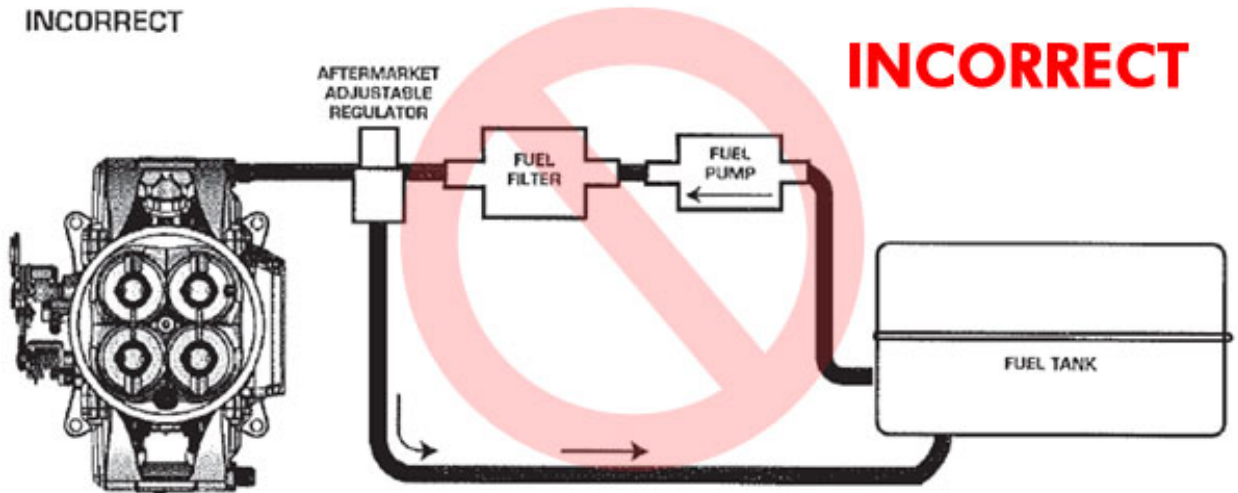 INCORRECT
INCORRECT
AFTERMARKET
ADJUSTABLE
REGULATOR
FUEL
FILTER
FUEL
PUMP
FUEL TANK